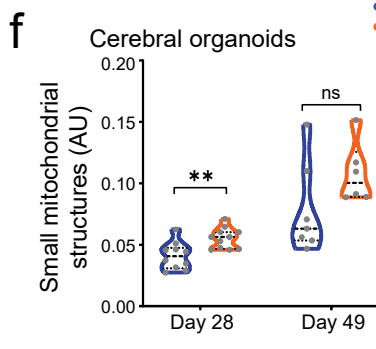 f
Cerebral organoids
Small mitochondrial
structures (AU)
0.20
0.15
0.10
0.05
0.00
**
ns
Day 28
Day 49